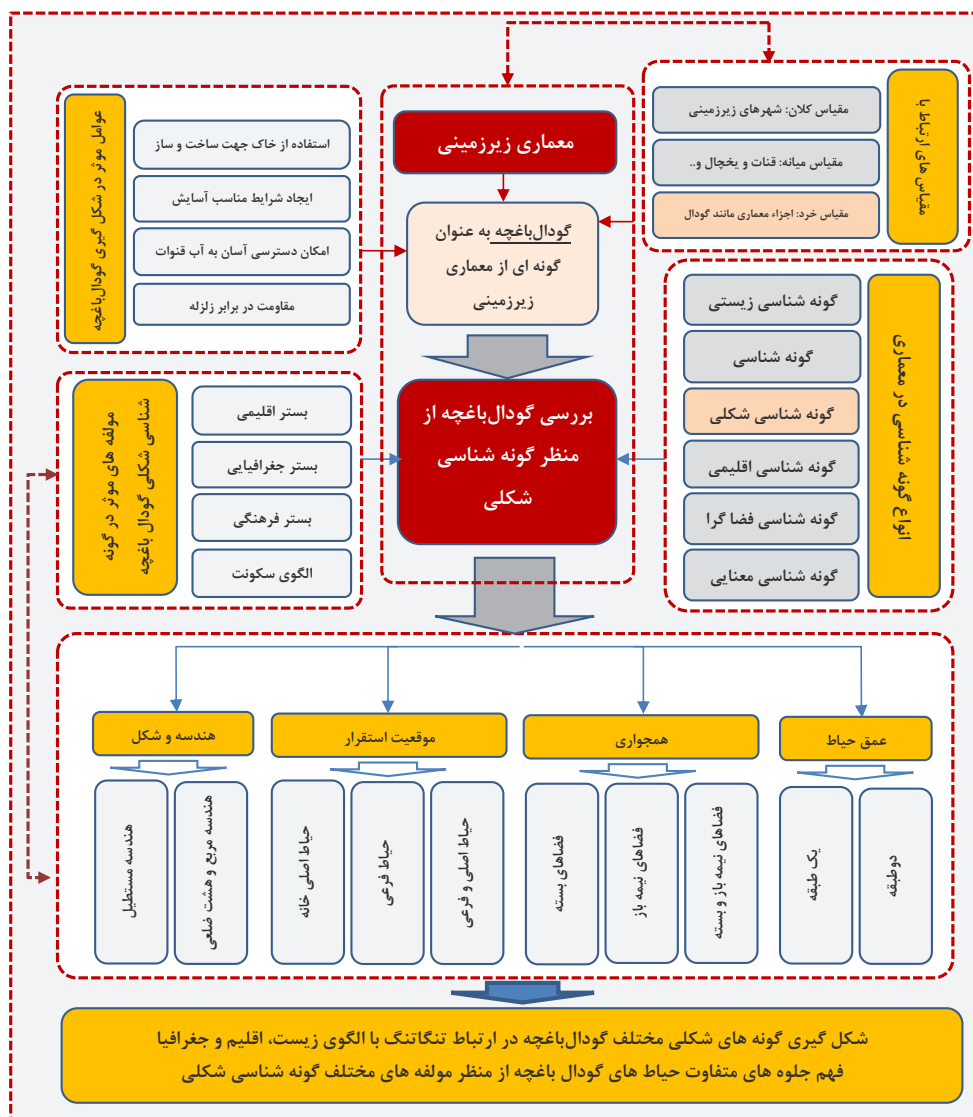 مقیاس های ارتباط با
مقیاس کلان: شهرهای زیرزمینی
مقیاس میانه: قنات و یخچال و..
مقیاس خرد: اجزاء معماری مانند گودال
معماری زیرزمینی
گودال‌باغچه به عنوان
گونه ای از معماری
زیرزمینی
عوامل موثر در شکل گیری گودال‌باغچه
استفاده از خاک جهت ساخت و ساز
ایجاد شرایط مناسب آسایش
امکان دسترسی آسان به آب قنوات
مقاومت در برابر زلزله
انواع گونه شناسی در معماری
گونه شناسی زیستی
گونه شناسی
گونه شناسی شکلی
گونه شناسی اقلیمی
گونه شناسی فضا گرا
گونه شناسی معنایی
بررسی گودال‌باغچه از
منظر گونه شناسی
شکلی
مولفه های موثر در گونه
شناسی شکلی گودال باغچه
بستر اقلیمی
بستر جغرافیایی
بستر فرهنگی
الگوی سکونت
عمق حیاط
دوطبقه
یک طبقه
همجواری
فضاهای نیمه باز و بسته
فضاهای نیمه باز
فضاهای بسته
موقعیت استقرار
حیاط اصلی و فرعی
حیاط فرعی
حیاط اصلی خانه
هندسه و شکل
هندسه مربع و هشت ضلعی
هندسه مستطیل
شکل گیری گونه های شکلی مختلف گودال‌باغچه در ارتباط تنگاتنگ با الگوی زیست، اقلیم و جغرافیا
فهم جلوه های متفاوت حیاط های گودال باغچه از منظر مولفه های مختلف گونه شناسی شکلی